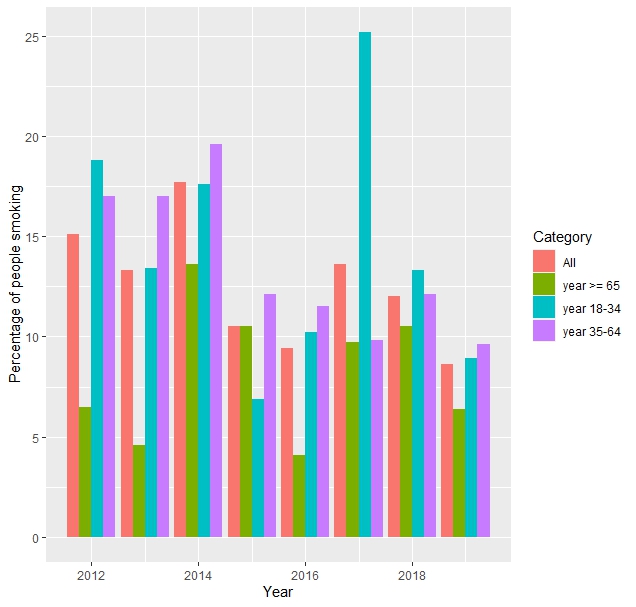 25
20
15
10
5
0
Percentage of people smoking
2012
2014
2016
2018
Year
Category
All
year >= 65
year 18-34
year 35-64